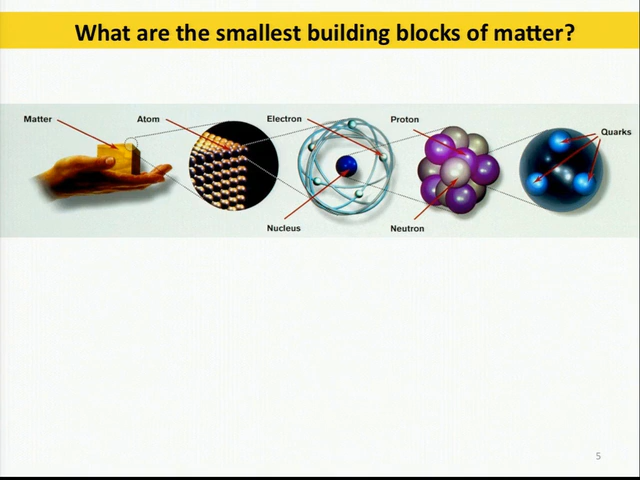 What are the smallest building blocks of matter?
Matter
Atom
Electron
Proton
Quarks
Nucleus
Neutron
5